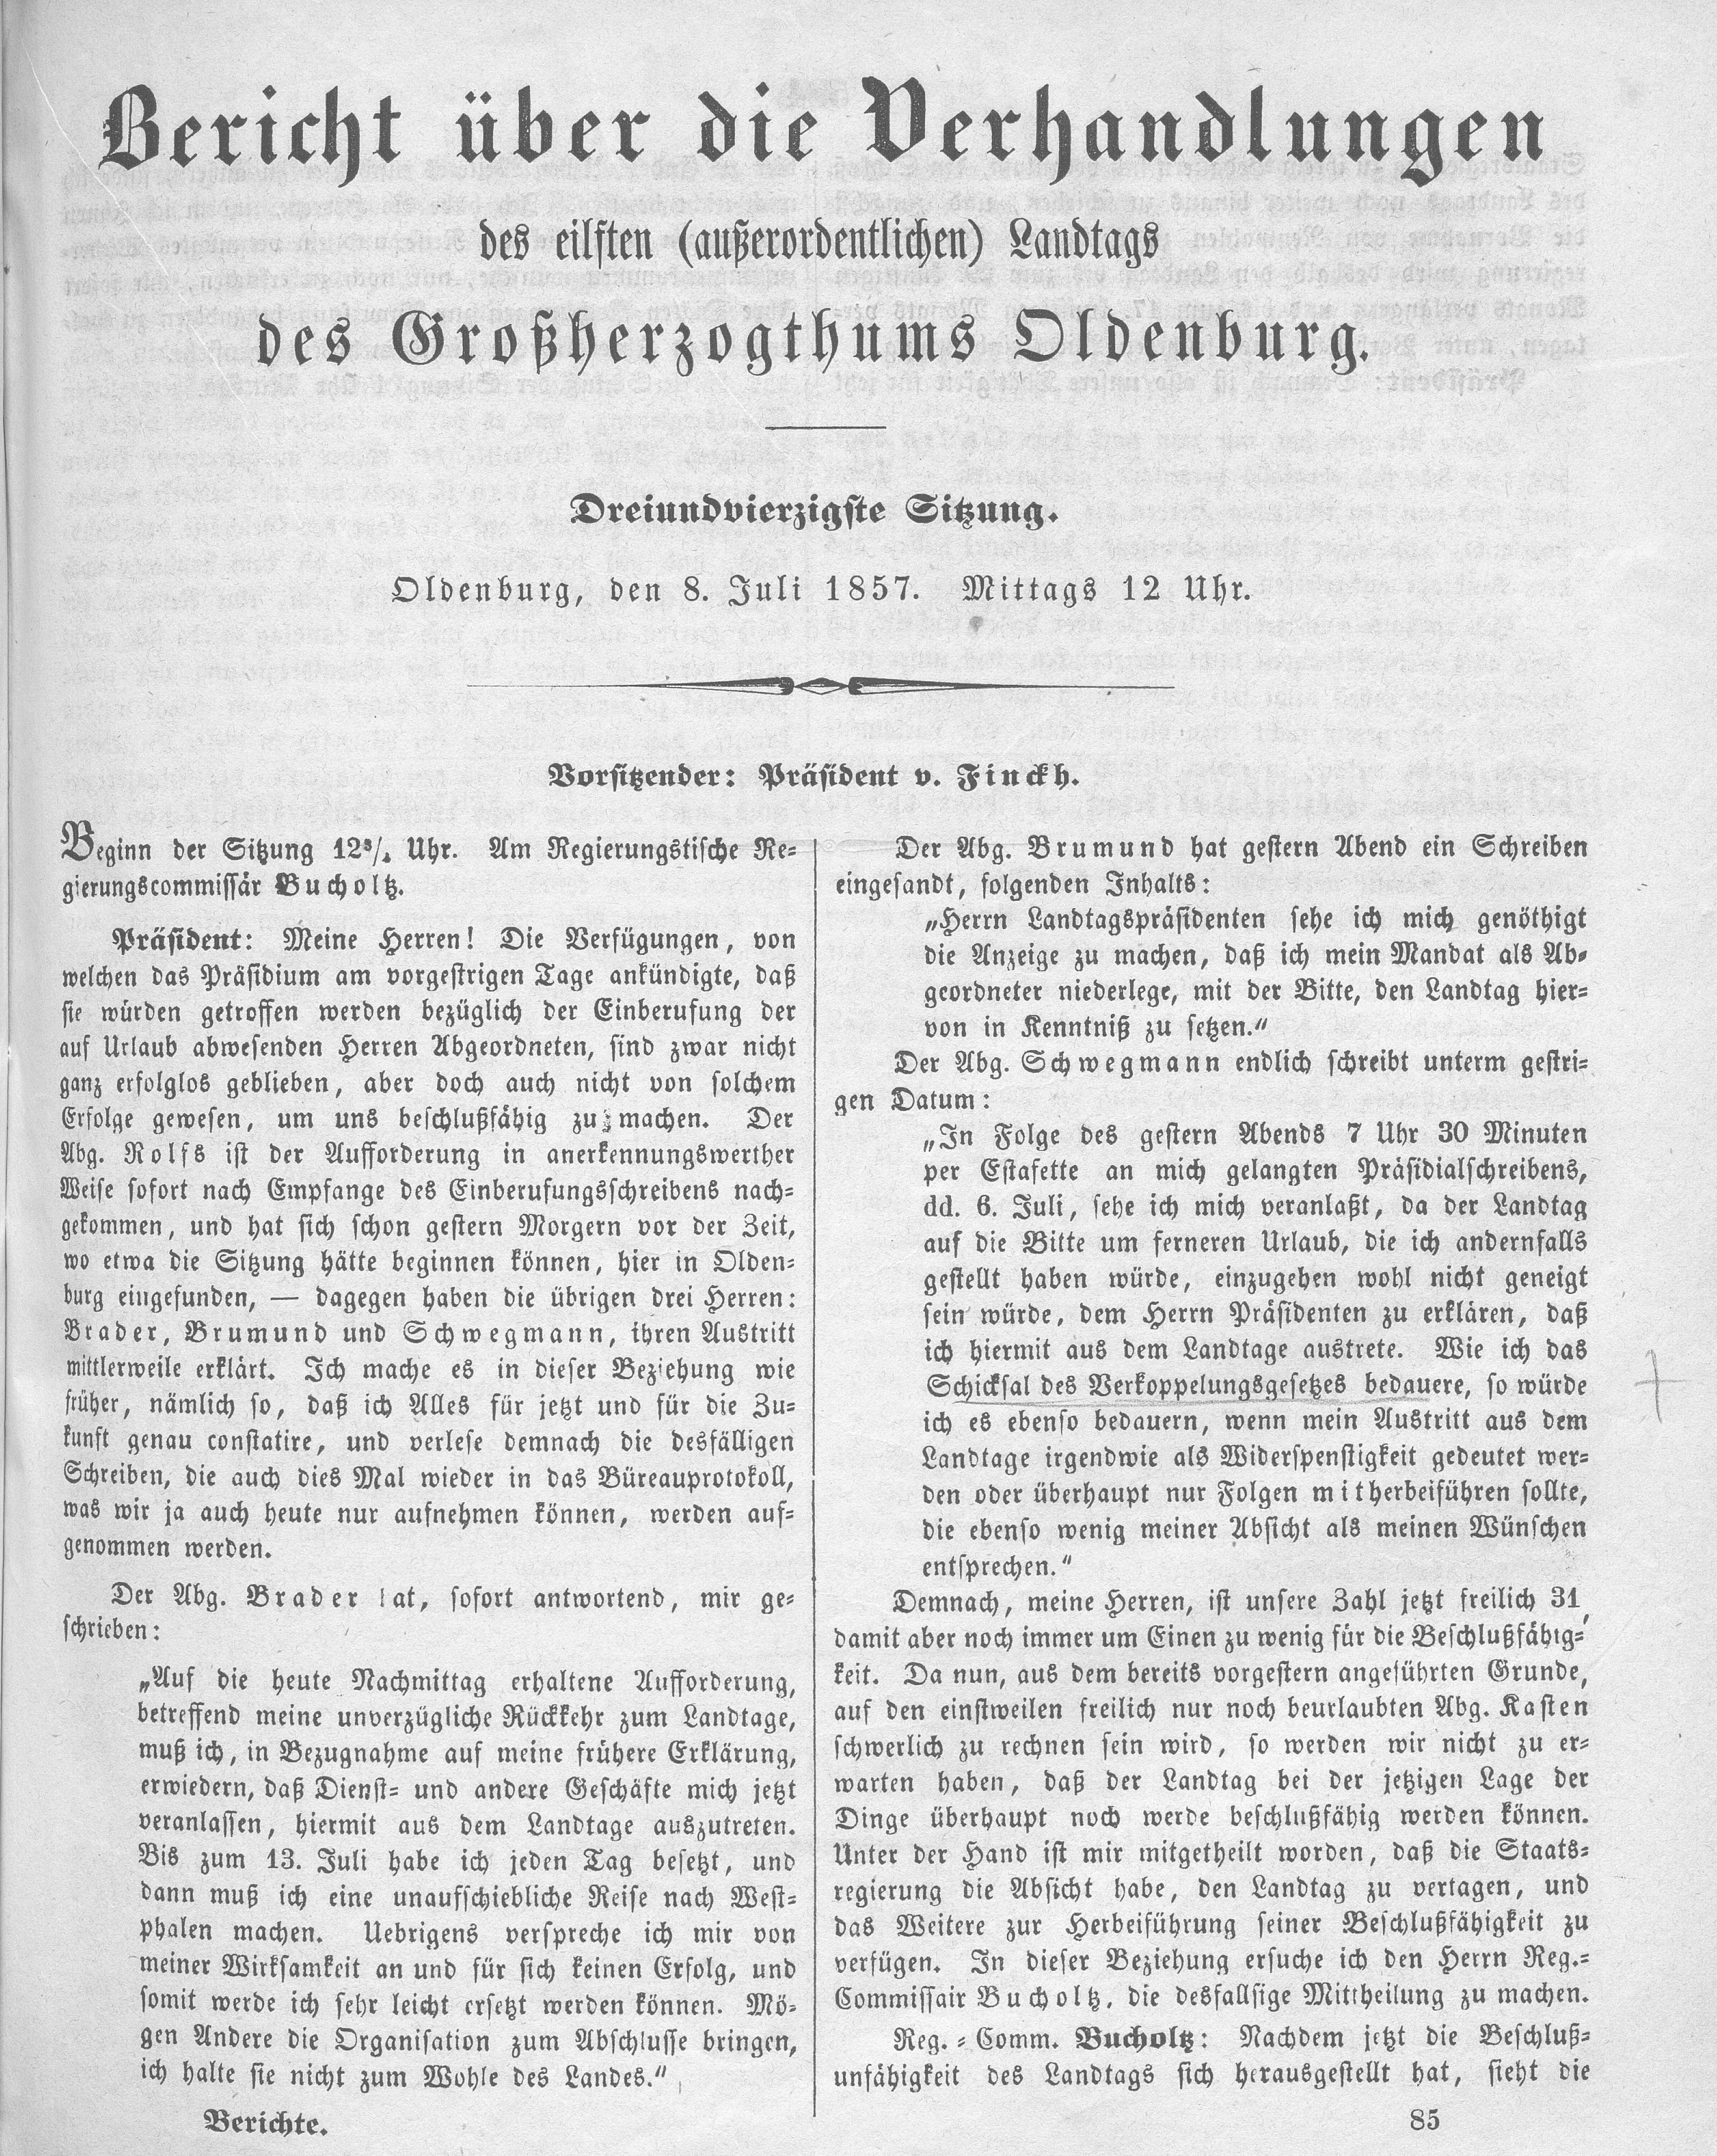 Bericht über die Verhandlungen
des eilften (außerordentlichen) Landtags
des Großherzogthums Oldenburg.
Dreiundvierzigste Sitzung.
Oldenburg, den 8. Juli 1857. Mittags 12 Uhr.
Vorsitzender: Präsident v. Finckh.
Beginn der Sitzung 12³/₄ Uhr. Am Regierungstische Re-
gierungscommissär Bucholtz.
Präsident: Meine Herren! Die Verfügungen, von
welchen das Präsidium am vorgestrigen Tage ankündigte, daß
sie würden getroffen werden bezüglich der Einberufung der
auf Urlaub abwesenden Herren Abgeordneten, sind zwar nicht
ganz erfolglos geblieben, aber doch auch nicht von solchem
Erfolge gewesen, um uns beschlußfähig zu machen. Der
Abg. Rolfs ist der Aufforderung in anerkennungswerther
Weise sofort nach Empfange des Einberufungsschreibens nach-
gekommen, und hat sich schon gestern Morgern vor der Zeit,
wo etwa die Sitzung hätte beginnen können, hier in Olden-
burg eingefunden, — dagegen haben die übrigen drei Herren:
Brader, Brumund und Schwegmann, ihren Austritt
mittlerweile erklärt. Ich mache es in dieser Beziehung wie
früher, nämlich so, daß ich Alles für jetzt und für die Zu-
kunft genau constatire, und verlese demnach die desfälligen
Schreiben, die auch dies Mal wieder in das Büreauprotokoll,
was wir ja auch heute nur aufnehmen können, werden auf-
genommen werden.
Der Abg. Brader hat, sofort antwortend, mir ge-
schrieben:
„Auf die heute Nachmittag erhaltene Aufforderung,
betreffend meine unverzügliche Rückkehr zum Landtage,
muß ich, in Bezugnahme auf meine frühere Erklärung,
erwiedern, daß Dienst- und andere Geschäfte mich jetzt
veranlassen, hiermit aus dem Landtage auszutreten.
Bis zum 13. Juli habe ich jeden Tag besetzt, und
dann muß ich eine unaufschiebliche Reise nach West-
phalen machen. Uebrigens verspreche ich mir von
meiner Wirksamkeit an und für sich keinen Erfolg, und
somit werde ich sehr leicht ersetzt werden können. Mö-
gen Andere die Organisation zum Abschlusse bringen,
ich halte sie nicht zum Wohle des Landes.“
Berichte.
Der Abg. Brumund hat gestern Abend ein Schreiben
eingesandt, folgenden Inhalts:
„Herrn Landtagspräsidenten sehe ich mich genöthigt
die Anzeige zu machen, daß ich mein Mandat als Ab-
geordneter niederlege, mit der Bitte, den Landtag hier-
von in Kenntniß zu setzen.“
Der Abg. Schwegmann endlich schreibt unterm gestri-
gen Datum:
„In Folge des gestern Abends 7 Uhr 30 Minuten
per Estafette an mich gelangten Präsidialschreibens,
dd. 6. Juli, sehe ich mich veranlaßt, da der Landtag
auf die Bitte um ferneren Urlaub, die ich andernfalls
gestellt haben würde, einzugehen wohl nicht geneigt
sein würde, dem Herrn Präsidenten zu erklären, daß
ich hiermit aus dem Landtage austrete. Wie ich das
Schicksal des Verkoppelungsgesetzes bedauere, so würde
ich es ebenso bedauern, wenn mein Austritt aus dem
Landtage irgendwie als Widerspenstigkeit gedeutet wer-
den oder überhaupt nur Folgen mitherbeiführen sollte,
die ebenso wenig meiner Absicht als meinen Wünschen
entsprechen.“
Demnach, meine Herren, ist unsere Zahl jetzt freilich 31,
damit aber noch immer um Einen zu wenig für die Beschlußfähig-
keit. Da nun, aus dem bereits vorgestern angeführten Grunde,
auf den einstweilen freilich nur noch beurlaubten Abg. Kasten
schwerlich zu rechnen sein wird, so werden wir nicht zu er-
warten haben, daß der Landtag bei der jetzigen Lage der
Dinge überhaupt noch werde beschlußfähig werden können.
Unter der Hand ist mir mitgetheilt worden, daß die Staats-
regierung die Absicht habe, den Landtag zu vertagen, und
das Weitere zur Herbeiführung seiner Beschlußfähigkeit zu
verfügen. In dieser Beziehung ersuche ich den Herrn Reg.-
Commissair Bucholtz, die desfallsige Mittheilung zu machen.
Reg.-Comm. Bucholtz: Nachdem jetzt die Beschluß-
unfähigkeit des Landtags sich herausgestellt hat, sieht die
85